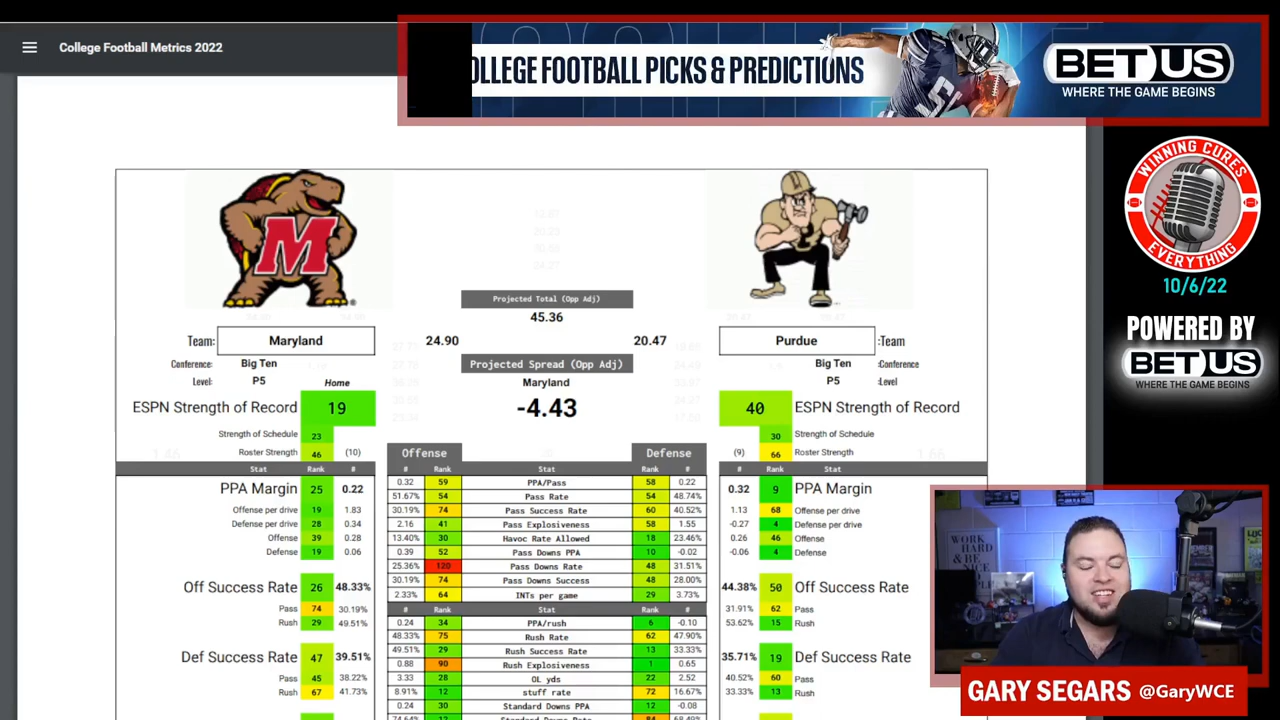 College Football Metrics 2022
OLLEGE FOOTBALL PICKS & PREDICTIONS
BETUS
WHERE THE GAME BEGINS
WINNING CURES
EVERYTHING
10/6/22
POWERED BY
BETUS
WHERE THE GAME BEGINS
M
Projected Total (Opp Adj)
45.36
Team: Maryland 24.90 20.47 Purdue :Team
Projected Spread (Opp Adj)
Conference: Big Ten Big Ten :Conference
Level: P5 Home Maryland P5 :Level
ESPN Strength of Record 19 -4.43 40 ESPN Strength of Record
Strength of Schedule 23 30 Strength of Schedule
Roster Strength 46 (10) Offense Defense (9) 66 Roster Strength
Stat Rank # # Rank Stat Rank # # Rank Stat
PPA Margin 25 0.22 0.32 9 PPA Margin
Offense per drive 19 1.83 1.13 68 Offense per drive
Defense per drive 28 0.34 -0.27 4 Defense per drive
Offense 39 0.28 0.26 46 Offense
Defense 19 0.06 -0.06 4 Defense
0.32 59 PPA/Pass 58 0.22
51.67% 54 Pass Rate 54 48.74%
30.19% 74 Pass Success Rate 60 40.52%
2.16 41 Pass Explosiveness 58 1.55
13.40% 30 Havoc Rate Allowed 18 23.46%
0.39 52 Pass Downs PPA 10 -0.02
25.36% 120 Pass Downs Rate 48 31.51%
30.19% 74 Pass Downs Success 48 28.00%
2.33% 64 INTs per game 29 3.73%
# Rank Stat Rank #
Off Success Rate 26 48.33% 44.38% 50 Off Success Rate
Pass 74 30.19% 31.91% 62 Pass
Rush 29 49.51% 53.62% 15 Rush
0.24 34 PPA/rush 6 -0.10
48.33% 75 Rush Rate 62 47.90%
49.51% 29 Rush Success Rate 13 33.33%
0.88 90 Rush Explosiveness 1 0.65
3.33 28 OL yds 22 2.52
8.91% 12 stuff rate 72 16.67%
0.24 30 Standard Downs PPA 12 -0.08
74.64% 12 Standard Downs 84 68.49%
Def Success Rate 47 39.51% 35.71% 19 Def Success Rate
Pass 45 38.22% 40.52% 60 Pass
Rush 67 41.73% 33.33% 13 Rush
WORK
HARD
& BE
NICE
GARY SEGARS @GaryWCE